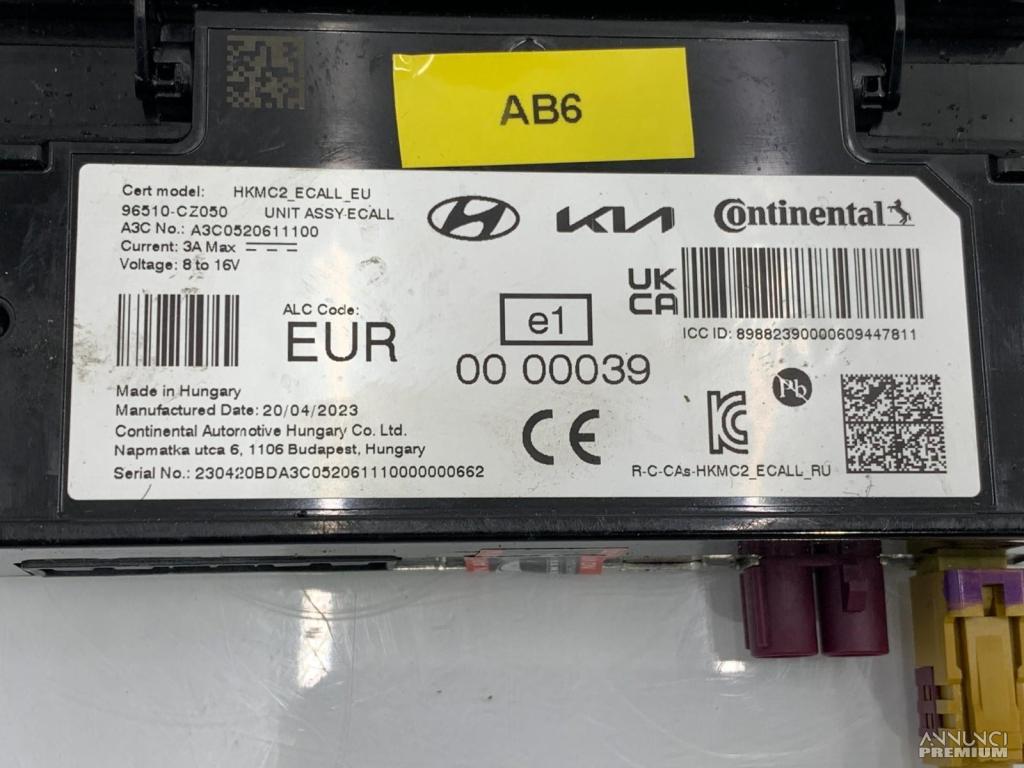 AB6
Cert model: HKMC2_ECALL_EU
96510-CZ050 UNIT ASSY-ECALL
A3C No.: A3C0520611100
Current: 3A Max
Voltage: 8 to 16V
KIA
Continental
UK
CA
ICC ID: 89882390000609447811
ALC Code:
EUR
e1
00 00039
Made in Hungary
Manufactured Date: 20/04/2023
Continental Automotive Hungary Co. Ltd.
Napmatka utca 6, 1106 Budapest, Hungary
Serial No.: 230420BDA3C0520611100000000662
CE
Pb
R-C-CAs-HKMC2_ECALL_RU
ANNUNCI
PREMIUM